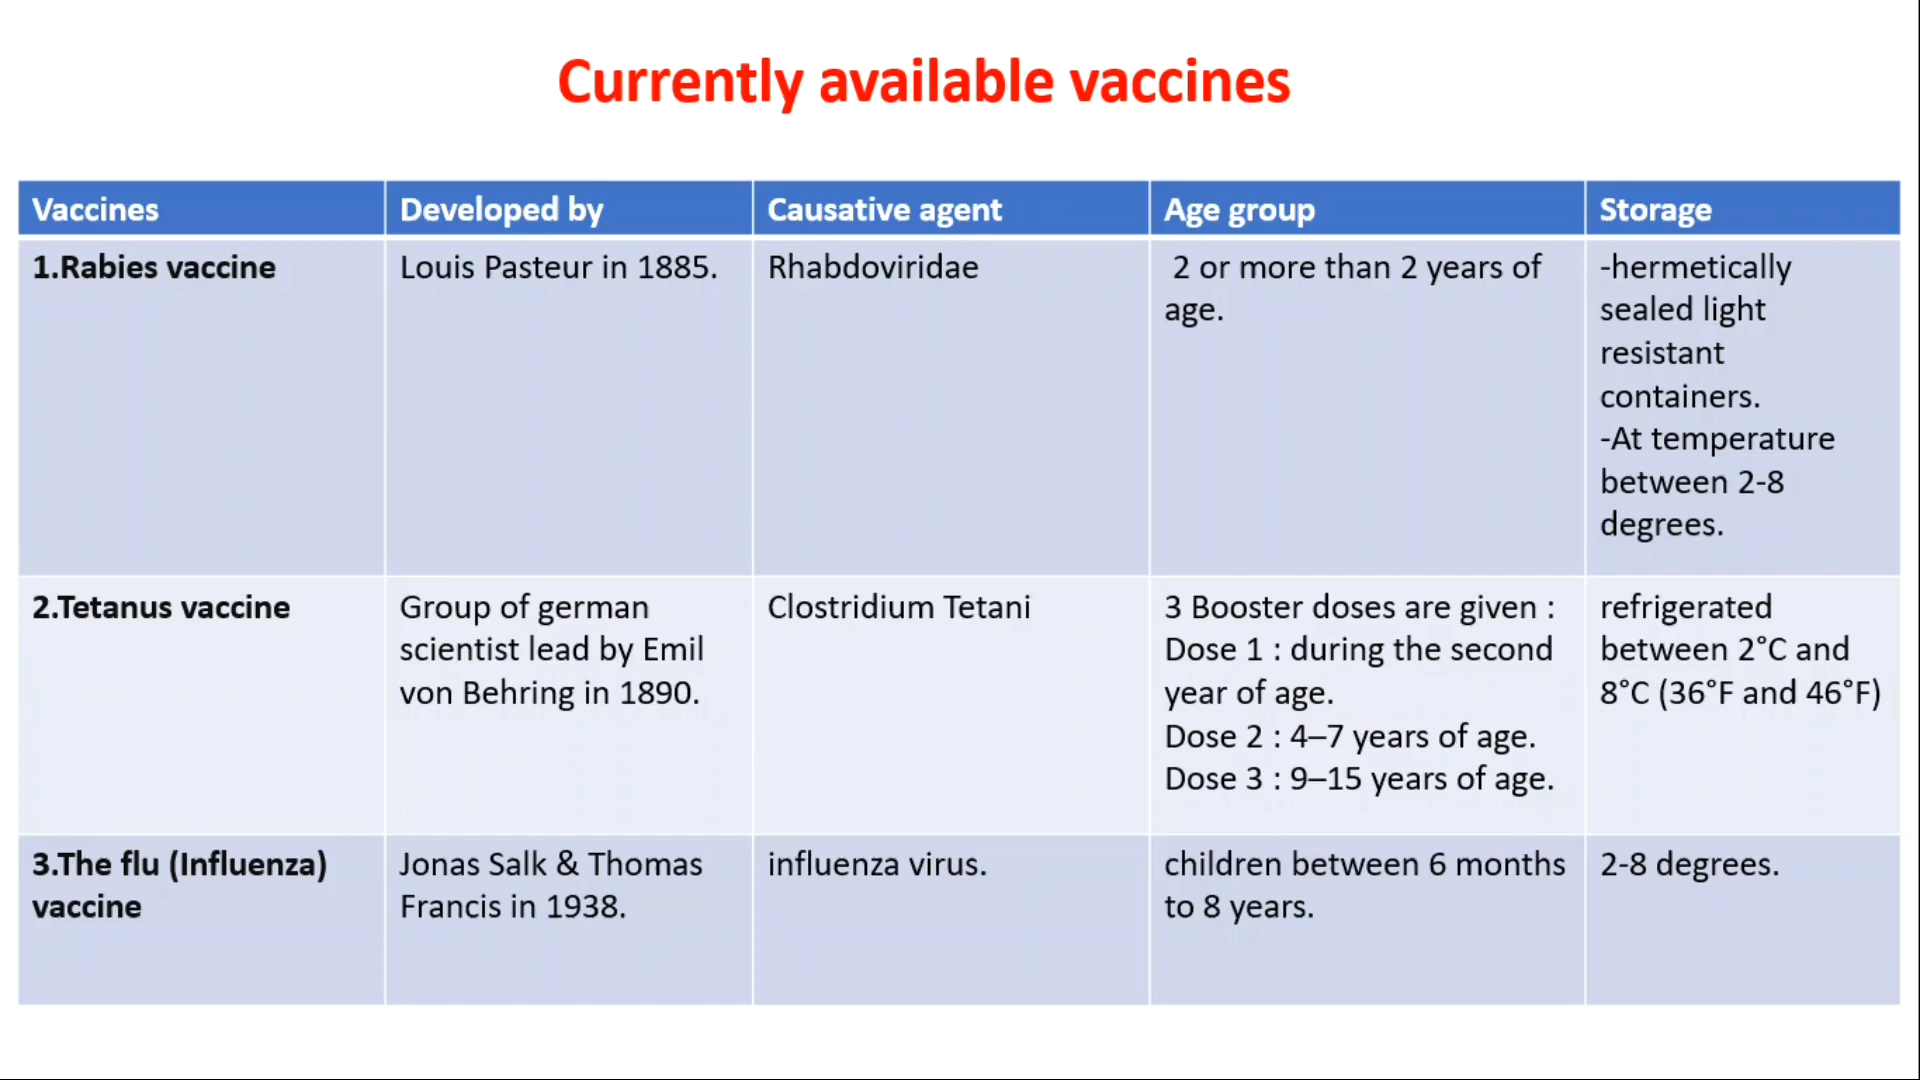 Currently available vaccines
Vaccines
Developed by
Causative agent
Age group
Storage
1.Rabies vaccine
Louis Pasteur in 1885.
Rhabdoviridae
2 or more than 2 years of
age.
-hermetically
sealed light
resistant
containers.
-At temperature
between 2-8
degrees.
2.Tetanus vaccine
Group of german
scientist lead by Emil
von Behring in 1890.
Clostridium Tetani
3 Booster doses are given :
Dose 1 : during the second
year of age.
Dose 2 : 4–7 years of age.
Dose 3 : 9–15 years of age.
refrigerated
between 2°C and
8°C (36°F and 46°F)
3.The flu (Influenza)
vaccine
Jonas Salk & Thomas
Francis in 1938.
influenza virus.
children between 6 months
to 8 years.
2-8 degrees.